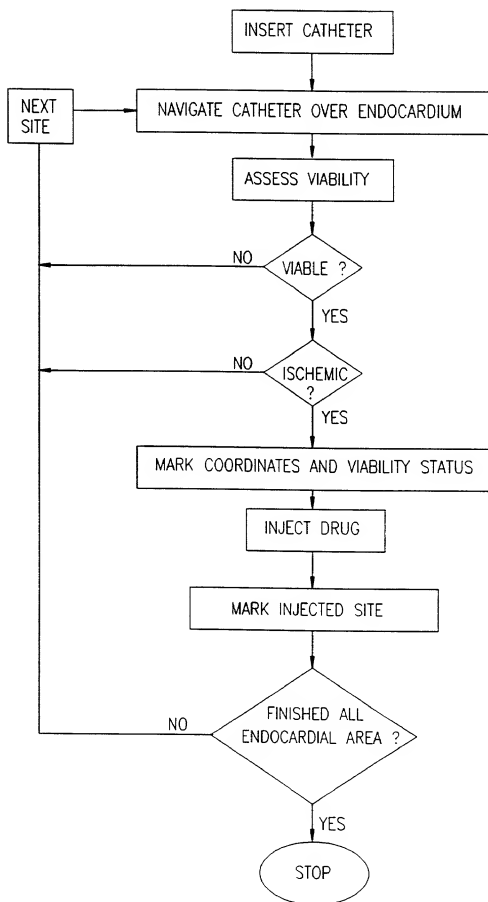 INSERT CATHETER
NEXT
SITE
NAVIGATE CATHETER OVER ENDOCARDIUM
ASSESS VIABILITY
NO
VIABLE ?
YES
NO
ISCHEMIC
?
YES
MARK COORDINATES AND VIABILITY STATUS
INJECT DRUG
MARK INJECTED SITE
NO
FINISHED ALL
ENDOCARDIAL AREA ?
YES
STOP